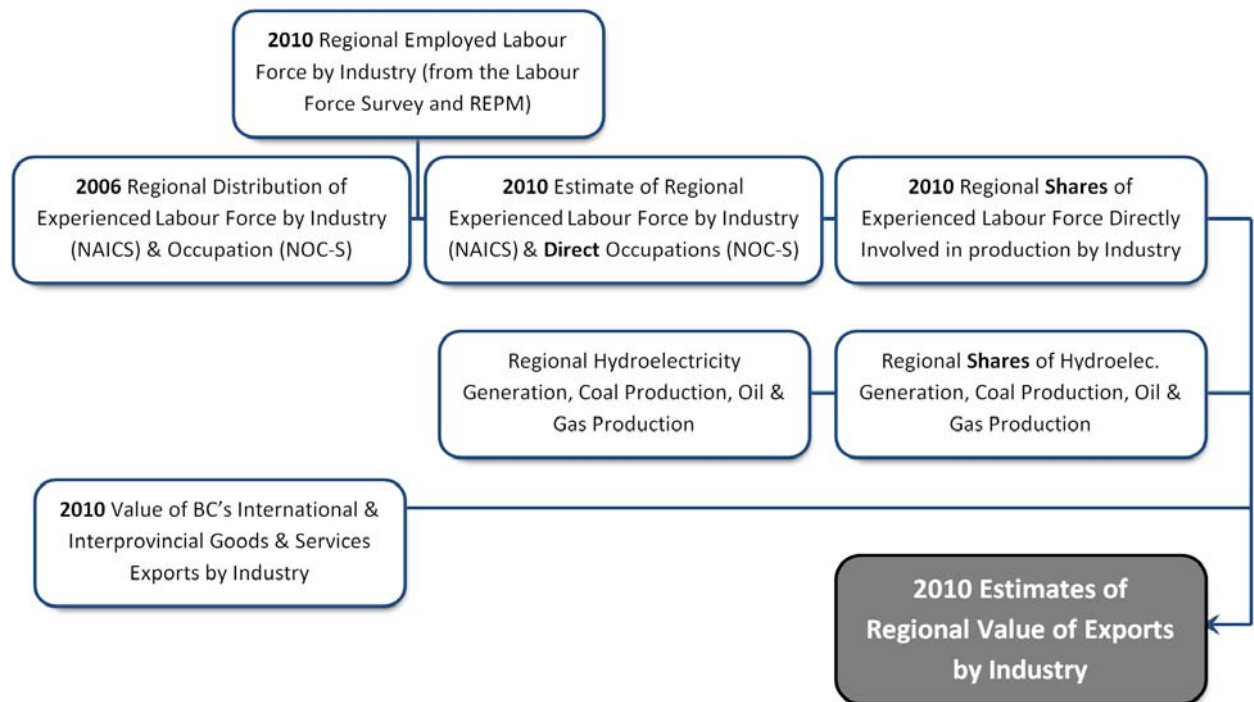 2010 Regional Employed Labour
Force by Industry (from the Labour
Force Survey and REPM)
2006 Regional Distribution of
Experienced Labour Force by Industry
(NAICS) & Occupation (NOC-S)
2010 Estimate of Regional
Experienced Labour Force by Industry
(NAICS) & Direct Occupations (NOC-S)
2010 Regional Shares of
Experienced Labour Force Directly
Involved in production by Industry
Regional Hydroelectricity
Generation, Coal Production, Oil &
Gas Production
Regional Shares of Hydroelec.
Generation, Coal Production, Oil &
Gas Production
2010 Value of BC’s International &
Interprovincial Goods & Services
Exports by Industry
2010 Estimates of
Regional Value of Exports
by Industry